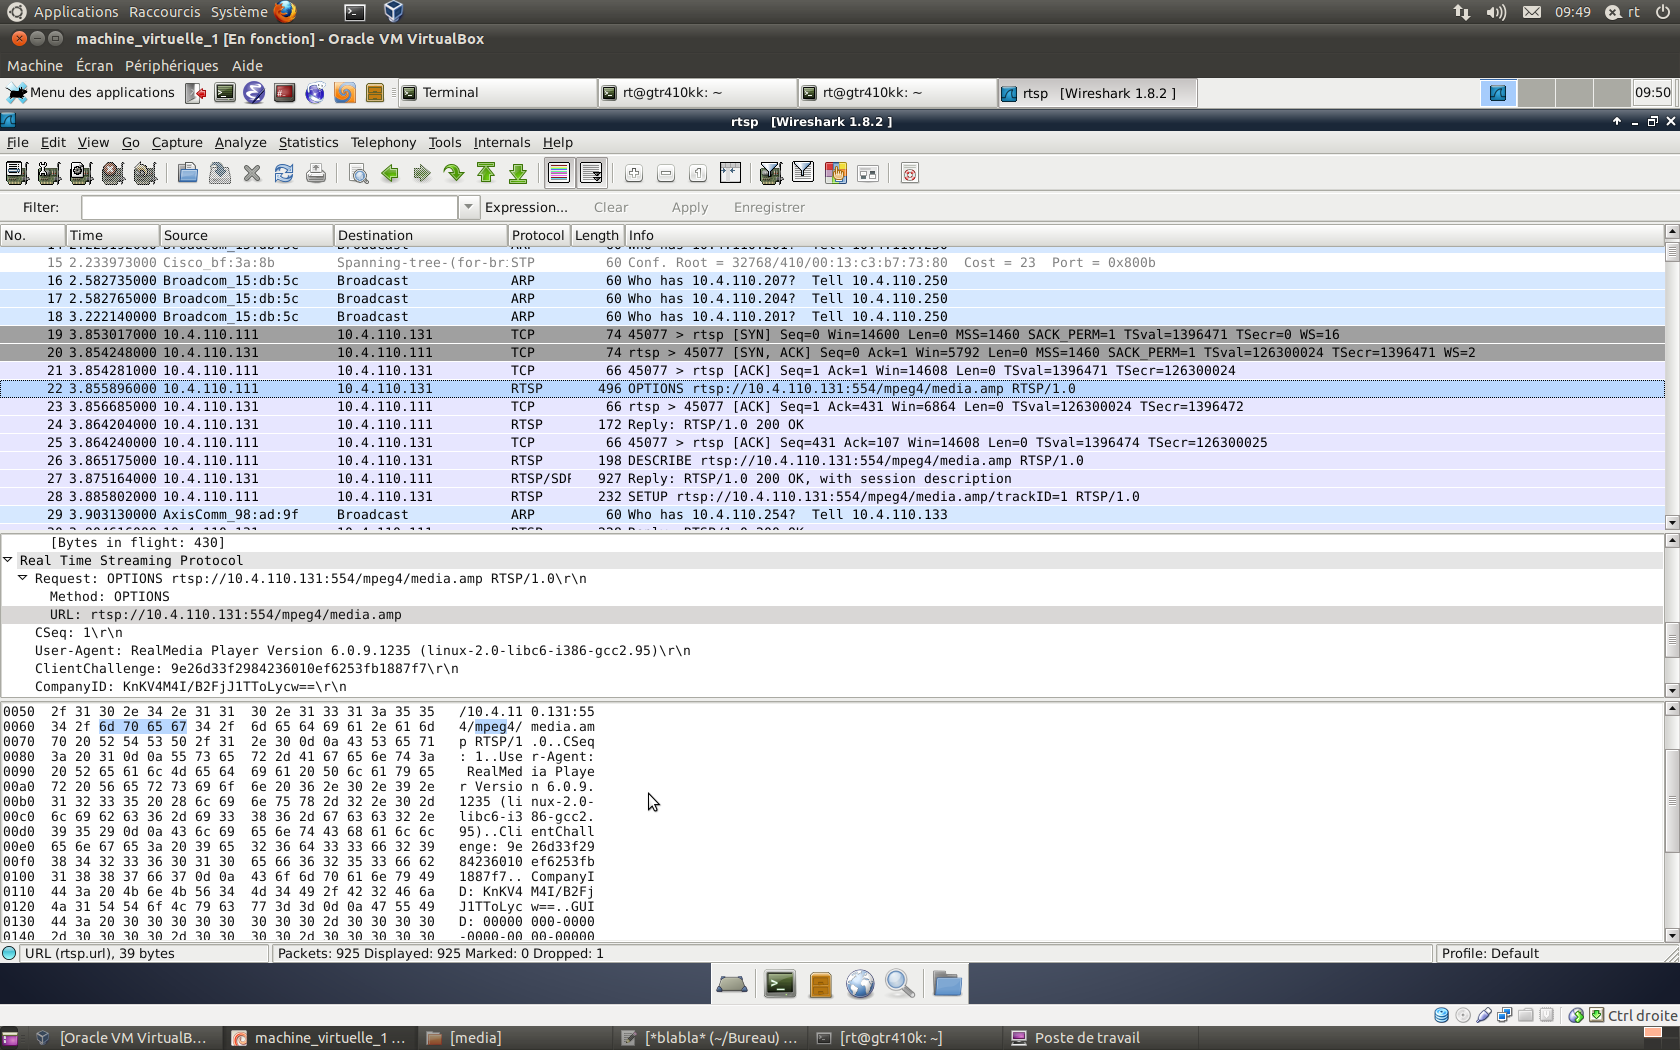 Applications Raccourcis Système 09:49 rt
machine_virtuelle_1 [En fonction] - Oracle VM VirtualBox
Machine Écran Périphériques Aide
Menu des applications Terminal rt@gtr410kk: ~ rt@gtr410kk: ~ rtsp [Wireshark 1.8.2 ] 09:50
rtsp [Wireshark 1.8.2 ]
File Edit View Go Capture Analyze Statistics Telephony Tools Internals Help
Filter: Expression... Clear Apply Enregistrer
No. Time Source Destination Protocol Length Info
15 2.233973000 Cisco_bf:3a:8b Spanning-tree-(for-br: STP 60 Conf. Root = 32768/410/00:13:c3:b7:73:80 Cost = 23 Port = 0x800b
16 2.582735000 Broadcom_15:db:5c Broadcast ARP 60 Who has 10.4.110.207? Tell 10.4.110.250
17 2.582765000 Broadcom_15:db:5c Broadcast ARP 60 Who has 10.4.110.204? Tell 10.4.110.250
18 3.222140000 Broadcom_15:db:5c Broadcast ARP 60 Who has 10.4.110.201? Tell 10.4.110.250
19 3.853017000 10.4.110.111 10.4.110.131 TCP 74 45077 > rtsp [SYN] Seq=0 Win=14600 Len=0 MSS=1460 SACK_PERM=1 TSval=1396471 TSecr=0 WS=16
20 3.854248000 10.4.110.131 10.4.110.111 TCP 74 rtsp > 45077 [SYN, ACK] Seq=0 Ack=1 Win=5792 Len=0 MSS=1460 SACK_PERM=1 TSval=126300024 TSecr=1396471 WS=2
21 3.854281000 10.4.110.111 10.4.110.131 TCP 66 45077 > rtsp [ACK] Seq=1 Ack=1 Win=14608 Len=0 TSval=1396471 TSecr=126300024
22 3.855896000 10.4.110.111 10.4.110.131 RTSP 496 OPTIONS rtsp://10.4.110.131:554/mpeg4/media.amp RTSP/1.0
23 3.856685000 10.4.110.131 10.4.110.111 TCP 66 rtsp > 45077 [ACK] Seq=1 Ack=431 Win=6864 Len=0 TSval=126300024 TSecr=1396472
24 3.864204000 10.4.110.131 10.4.110.111 RTSP 172 Reply: RTSP/1.0 200 OK
25 3.864240000 10.4.110.111 10.4.110.131 TCP 66 45077 > rtsp [ACK] Seq=431 Ack=107 Win=14608 Len=0 TSval=1396474 TSecr=126300025
26 3.865175000 10.4.110.111 10.4.110.131 RTSP 198 DESCRIBE rtsp://10.4.110.131:554/mpeg4/media.amp RTSP/1.0
27 3.875164000 10.4.110.131 10.4.110.111 RTSP/SDF 927 Reply: RTSP/1.0 200 OK, with session description
28 3.885802000 10.4.110.111 10.4.110.131 RTSP 232 SETUP rtsp://10.4.110.131:554/mpeg4/media.amp/trackID=1 RTSP/1.0
29 3.903130000 AxisComm_98:ad:9f Broadcast ARP 60 Who has 10.4.110.254? Tell 10.4.110.133
[Bytes in flight: 430]
Real Time Streaming Protocol
Request: OPTIONS rtsp://10.4.110.131:554/mpeg4/media.amp RTSP/1.0\r\n
Method: OPTIONS
URL: rtsp://10.4.110.131:554/mpeg4/media.amp
CSeq: 1\r\n
User-Agent: RealMedia Player Version 6.0.9.1235 (linux-2.0-libc6-i386-gcc2.95)\r\n
ClientChallenge: 9e26d33f2984236010ef6253fb1887f7\r\n
CompanyID: KnKV4M4I/B2FjJ1TToLycw==\r\n
0050 2f 31 30 2e 34 2e 31 31 30 2e 31 33 31 3a 35 35 /10.4.11 0.131:55
0060 34 2f 6d 70 65 67 34 2f 6d 65 64 69 61 2e 61 6d 4/mpeg4/ media.am
0070 70 20 52 54 53 50 2f 31 2e 30 0d 0a 43 53 65 71 p RTSP/1 .0..CSeq
0080 3a 20 31 0d 0a 55 73 65 72 2d 41 67 65 6e 74 3a : 1..Use r-Agent:
0090 20 52 65 61 6c 4d 65 64 69 61 20 50 6c 61 79 65 RealMed ia Playe
00a0 72 20 56 65 72 73 69 6f 6e 20 36 2e 30 2e 39 2e r Versio n 6.0.9.
00b0 31 32 33 35 20 28 6c 69 6e 75 78 2d 32 2e 30 2d 1235 (li nux-2.0-
00c0 6c 69 62 63 36 2d 69 33 38 36 2d 67 63 63 32 2e libc6-i3 86-gcc2.
00d0 39 35 29 0d 0a 43 6c 69 65 6e 74 43 68 61 6c 6c 95)..Cli entChall
00e0 65 6e 67 65 3a 20 39 65 32 36 64 33 33 66 32 39 enge: 9e 26d33f29
00f0 38 34 32 33 36 30 31 30 65 66 36 32 35 33 66 62 84236010 ef6253fb
0100 31 38 38 37 66 37 0d 0a 43 6f 6d 70 61 6e 79 49 1887f7.. CompanyI
0110 44 3a 20 4b 6e 4b 56 34 4d 34 49 2f 42 32 46 6a D: KnKV4 M4I/B2Fj
0120 4a 31 54 54 6f 4c 79 63 77 3d 3d 0d 0a 47 55 49 J1TToLyc w==..GUI
0130 44 3a 20 30 30 30 30 30 30 30 30 2d 30 30 30 30 D: 00000 000-0000
0140 2d 30 30 30 30 2d 30 30 30 30 2d 30 30 30 30 30 -0000-00 00-00000
URL (rtsp.url), 39 bytes Packets: 925 Displayed: 925 Marked: 0 Dropped: 1 Profile: Default
Ctrl droite
[Oracle VM VirtualB... machine_virtuelle_1 ... [media] [*blabla* (~/Bureau) ... [rt@gtr410k: ~] Poste de travail